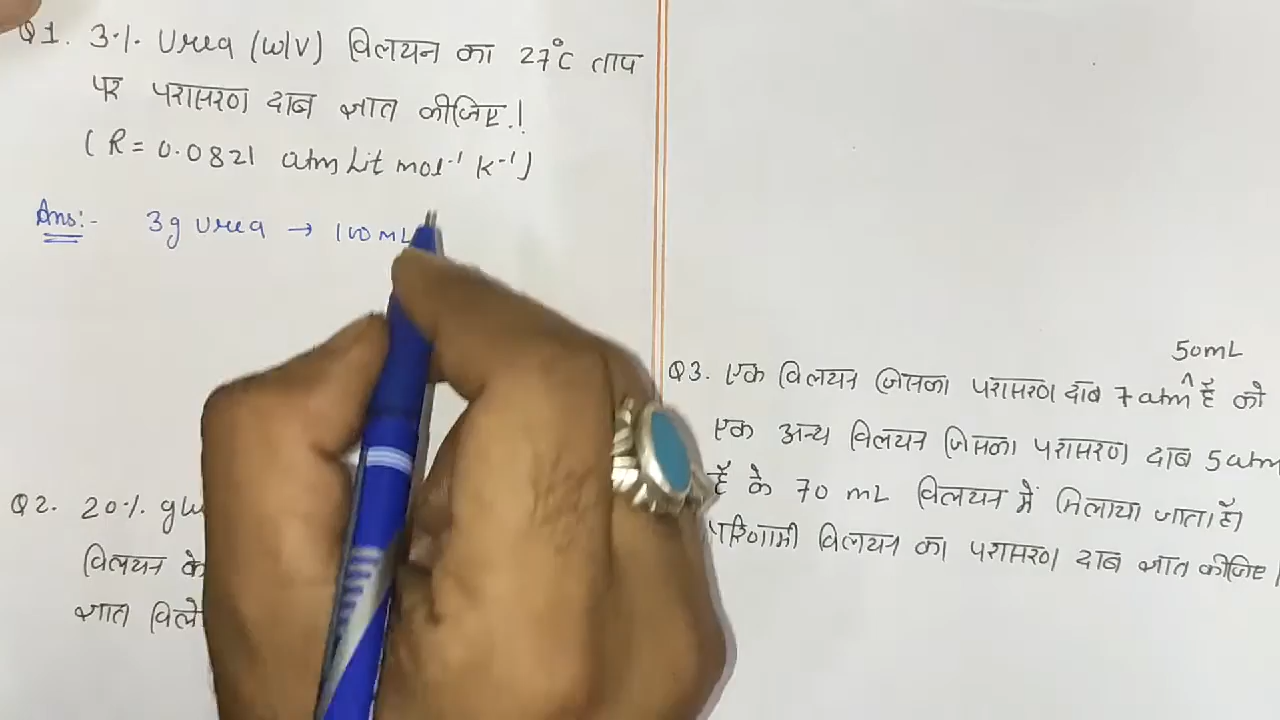 Q1. 3% Urea (w/v) विलयन का 27°C ताप
पर परासरण दाब ज्ञात कीजिए।
(R = 0.0821 atm Lit mol⁻¹ K⁻¹)
Ans:- 3g urea → 100 mL
Q2. 20%
विलयन के
ज्ञात
50mL
Q3. एक विलयन जिसका परासरण दाब 7 atm ^ है को
एक अन्य विलयन जिसका परासरण दाब 5 atm
है के 70 mL विलयन में मिलाया जाता है।
परिणामी विलयन का परासरण दाब ज्ञात कीजिए।